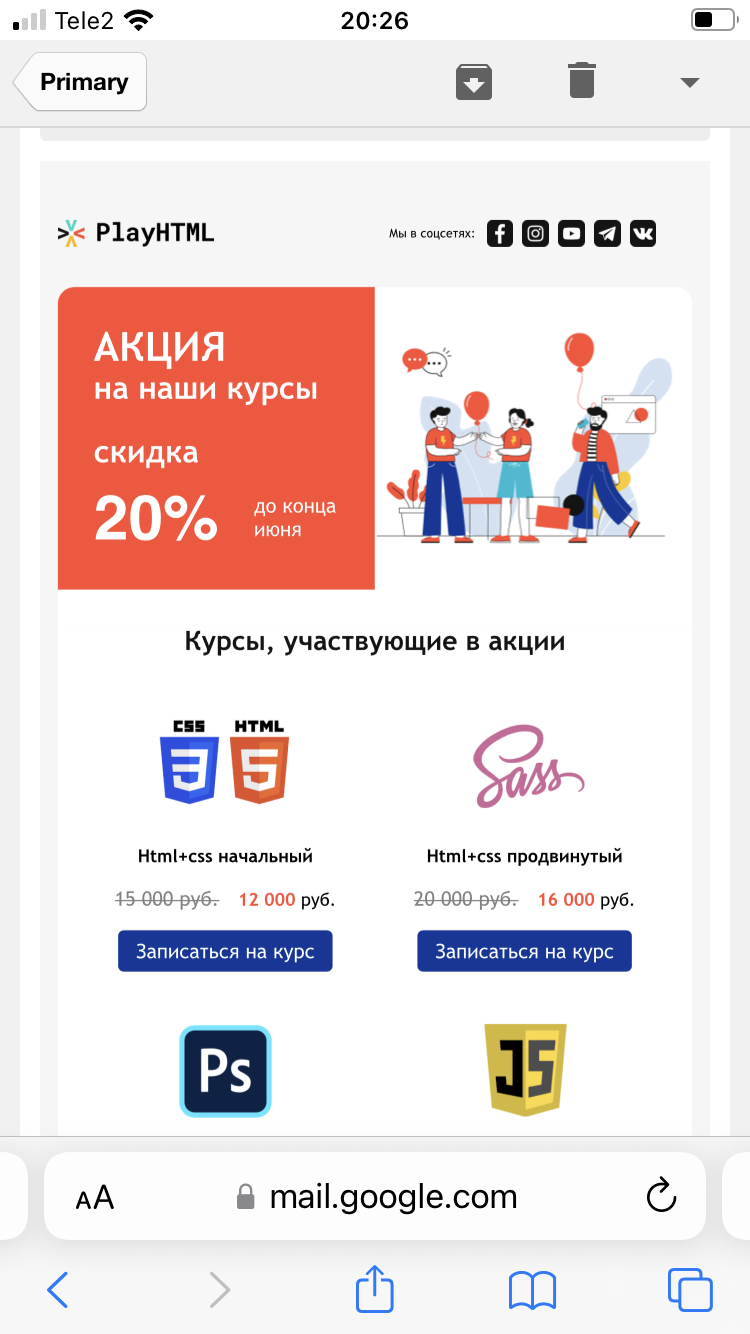 Tele2 20:26
Primary
PlayHTML Мы в соцсетях:
АКЦИЯ
на наши курсы
скидка
20% до конца
июня
Курсы, участвующие в акции
CSS HTML
3 5 Sass
Html+css начальный Html+css продвинутый
15 000 руб. 12 000 руб. 20 000 руб. 16 000 руб.
Записаться на курс Записаться на курс
Ps JS
AA mail.google.com